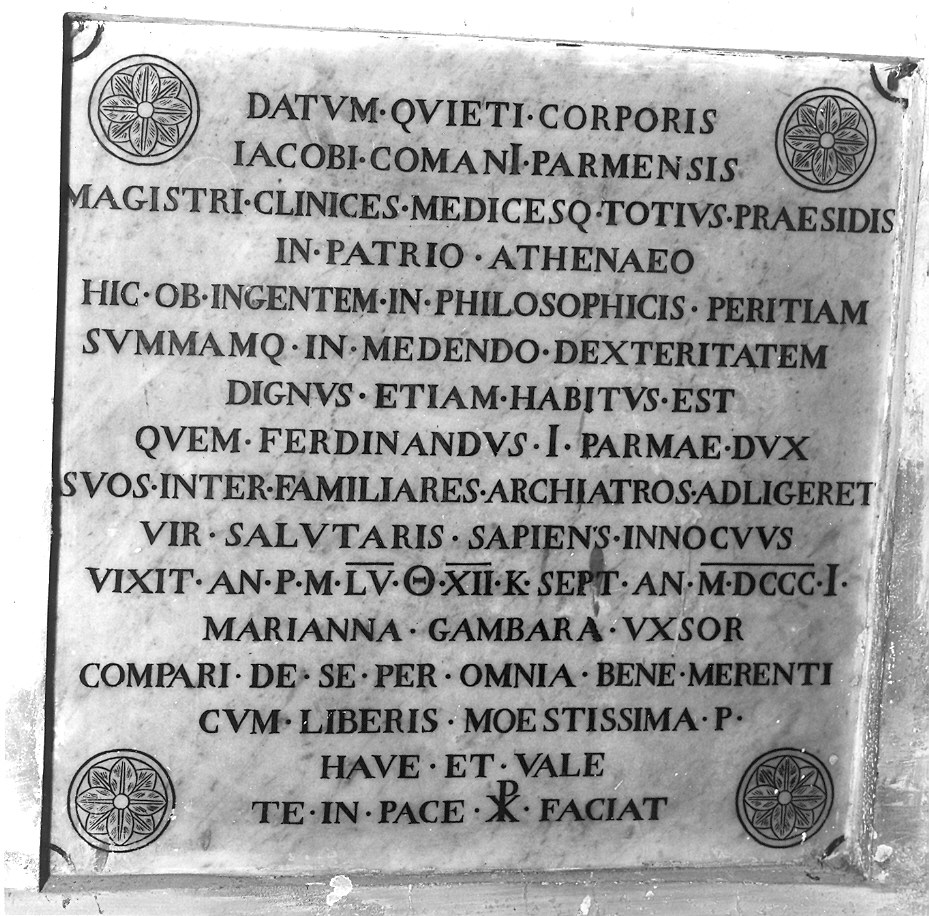 DATVM·QVIETI·CORPORIS
IACOBI·COMANI·PARMENSIS
MAGISTRI·CLINICES·MEDICESQ·TOTIVS·PRAESIDIS
IN·PATRIO·ATHENAEO
HIC·OB·INGENTEM·IN·PHILOSOPHICIS·PERITIAM
SVMMAMQ·IN·MEDENDO·DEXTERITATEM
DIGNVS·ETIAM·HABITVS·EST
QVEM·FERDINANDVS·I·PARMAE·DVX
SVOS·INTER·FAMILIARES·ARCHIATROS·ADLIGERET
VIR·SALVTARIS·SAPIENS·INNOCVVS
VIXIT·AN·P·M·L̅V̅·Θ·X̅I̅I̅·K·SEPT·AN·M̅·D̅C̅C̅C̅·I·
MARIANNA·GAMBARA·VXSOR
COMPARI·DE·SE·PER·OMNIA·BENE·MERENTI
CVM·LIBERIS·MOESTISSIMA·P·
HAVE·ET·VALE
TE·IN·PACE·☧·FACIAT